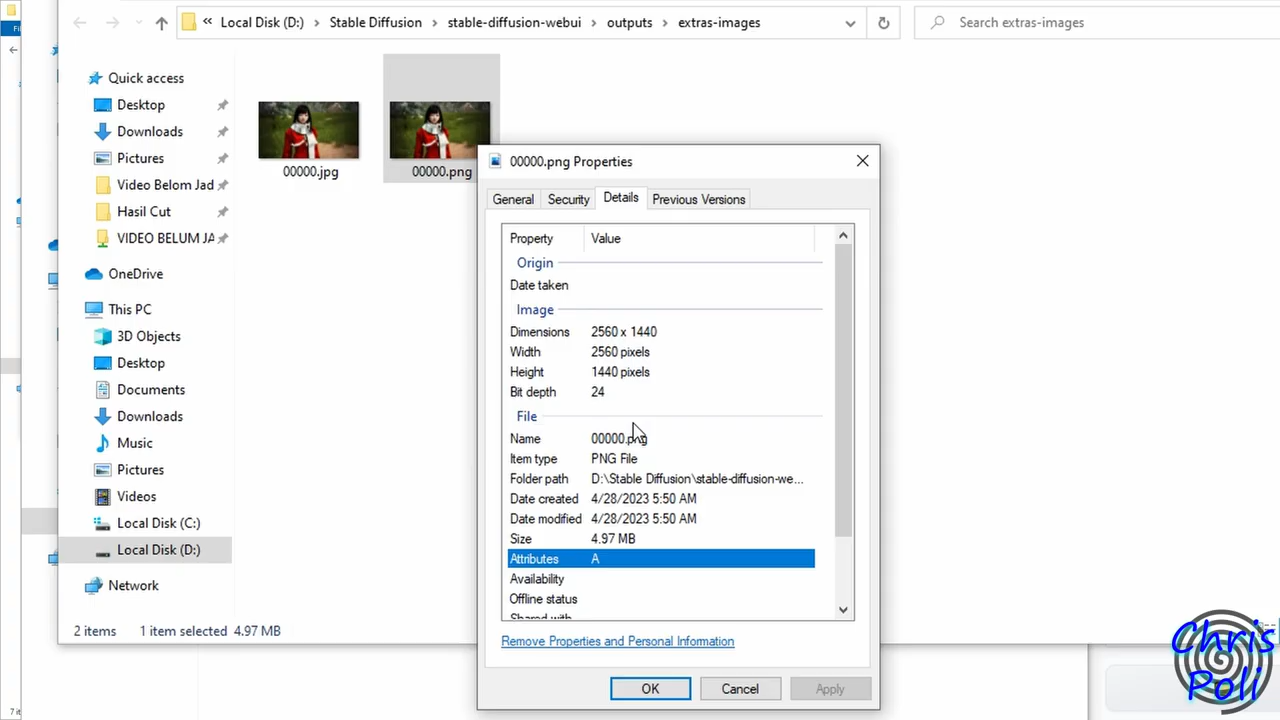 Fi
« Local Disk (D:) > Stable Diffusion > stable-diffusion-webui > outputs > extras-images
Search extras-images
Quick access
Desktop
Downloads
Pictures
Video Belom Jad
Hasil Cut
VIDEO BELUM JA
OneDrive
This PC
3D Objects
Desktop
Documents
Downloads
Music
Pictures
Videos
Local Disk (C:)
Local Disk (D:)
Network
00000.jpg
00000.png
00000.png Properties
General Security Details Previous Versions
Property Value
Origin
Date taken
Image
Dimensions 2560 x 1440
Width 2560 pixels
Height 1440 pixels
Bit depth 24
File
Name 00000.png
Item type PNG File
Folder path D:\Stable Diffusion\stable-diffusion-we...
Date created 4/28/2023 5:50 AM
Date modified 4/28/2023 5:50 AM
Size 4.97 MB
Attributes A
Availability
Offline status
Shared with
Remove Properties and Personal Information
OK Cancel Apply
2 items 1 item selected 4.97 MB
Chris
Poli